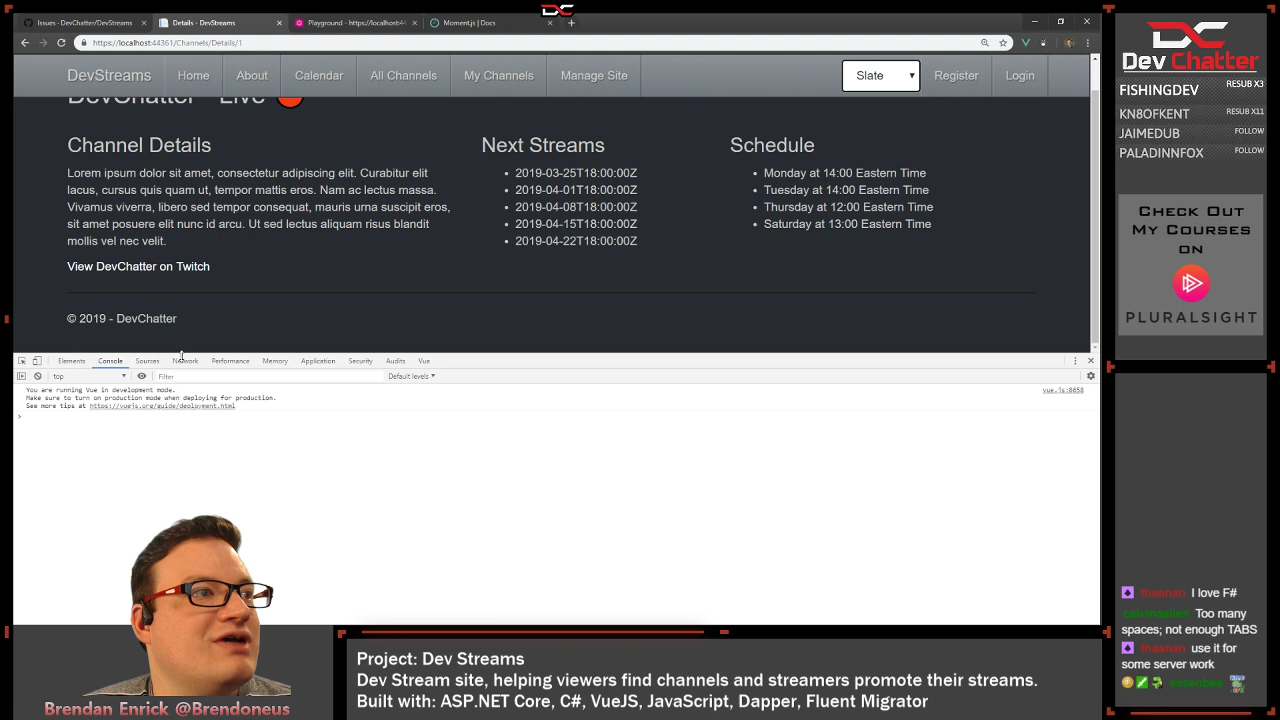 Issues - DevChatter/DevStreams
Details - DevStreams
Playground - https://localhost:44
Moment.js | Docs
https://localhost:44361/Channels/Details/1
DevStreams
Home
About
Calendar
All Channels
My Channels
Manage Site
Slate
Register
Login
DevChatter - Live
Channel Details
Lorem ipsum dolor sit amet, consectetur adipiscing elit. Curabitur elit
lacus, cursus quis quam ut, tempor mattis eros. Nam ac lectus massa.
Vivamus viverra, libero sed tempor consequat, mauris urna suscipit eros,
sit amet posuere elit nunc id arcu. Ut sed lectus aliquam risus blandit
mollis vel nec velit.
View DevChatter on Twitch
Next Streams
2019-03-25T18:00:00Z
2019-04-01T18:00:00Z
2019-04-08T18:00:00Z
2019-04-15T18:00:00Z
2019-04-22T18:00:00Z
Schedule
Monday at 14:00 Eastern Time
Tuesday at 14:00 Eastern Time
Thursday at 12:00 Eastern Time
Saturday at 13:00 Eastern Time
© 2019 - DevChatter
Elements
Console
Sources
Network
Performance
Memory
Application
Security
Audits
Vue
top
Filter
Default levels
You are running Vue in development mode.
Make sure to turn on production mode when deploying for production.
See more tips at https://vuejs.org/guide/deployment.html
vue.js:8658
Brendan Enrick @Brendoneus
Project: Dev Streams
Dev Stream site, helping viewers find channels and streamers promote their streams.
Built with: ASP.NET Core, C#, VueJS, JavaScript, Dapper, Fluent Migrator
DC
Dev Chatter
FISHINGDEV RESUB X3
KN8OFKENT RESUB X11
JAIMEDUB FOLLOW
PALADINNFOX FOLLOW
Check Out
My Courses
on
PLURALSIGHT
thaanan I love F#
calvinaallen Too many
spaces; not enough TABS
thaanan use it for
some server work
essenbee